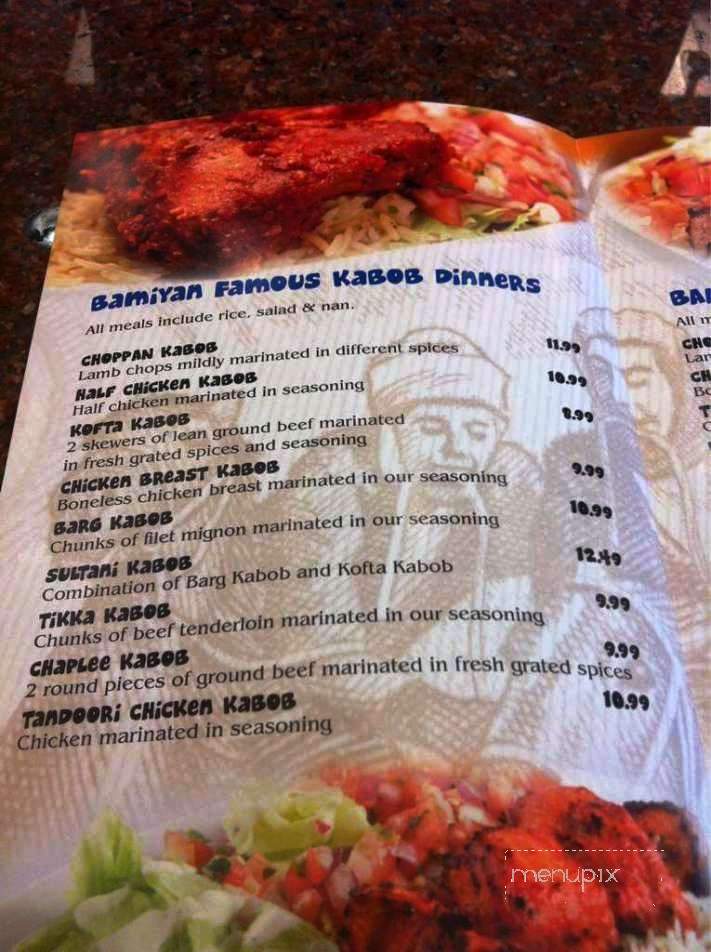 Bamiyan Famous Kabob Dinners
All meals include rice, salad & nan.
Choppan Kabob 11.99
Lamb chops mildly marinated in different spices
Half Chicken Kabob 10.99
Half chicken marinated in seasoning
Kofta Kabob 8.99
2 skewers of lean ground beef marinated
in fresh grated spices and seasoning
Chicken Breast Kabob 9.99
Boneless chicken breast marinated in our seasoning
Barg Kabob 10.99
Chunks of filet mignon marinated in our seasoning
Sultani Kabob 12.49
Combination of Barg Kabob and Kofta Kabob
Tikka Kabob 9.99
Chunks of beef tenderloin marinated in our seasoning
Chaplee Kabob 9.99
2 round pieces of ground beef marinated in fresh grated spices
Tandoori Chicken Kabob 10.99
Chicken marinated in seasoning
All m
menupix